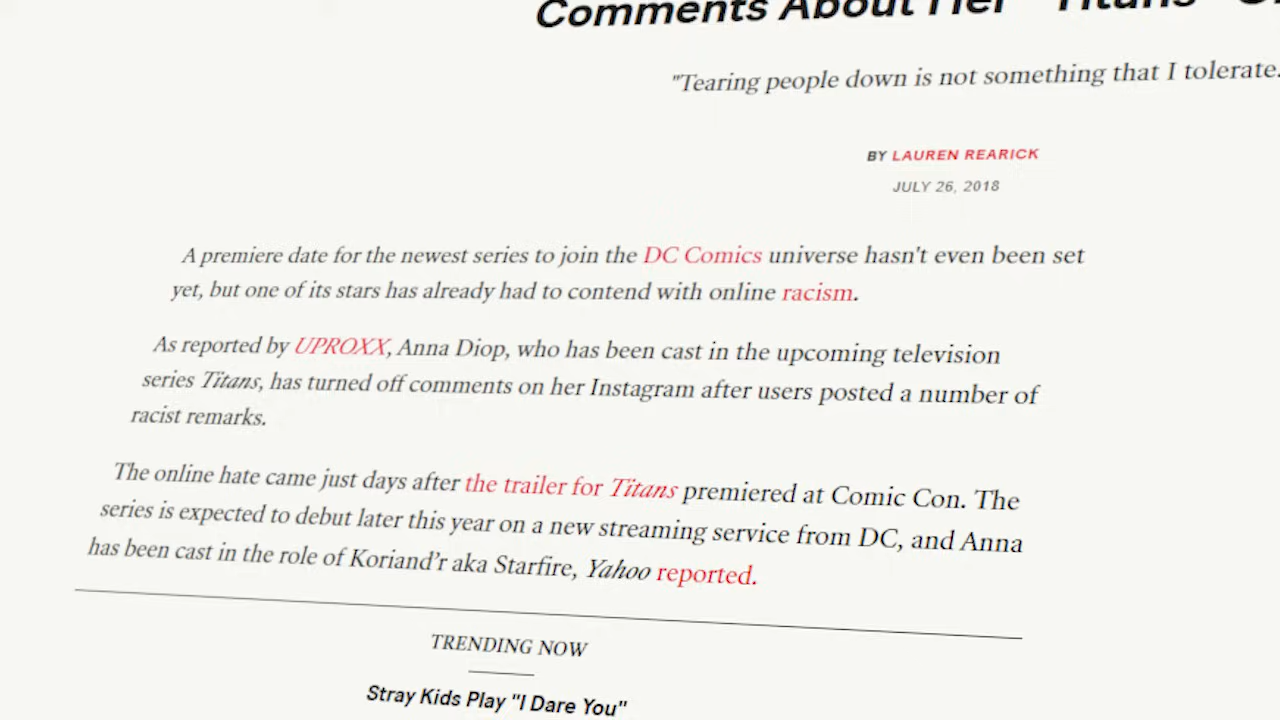 Comments About Her "Titans"
"Tearing people down is not something that I tolerate.
BY LAUREN REARICK
JULY 26, 2018
A premiere date for the newest series to join the DC Comics universe hasn't even been set
yet, but one of its stars has already had to contend with online racism.
As reported by UPROXX, Anna Diop, who has been cast in the upcoming television
series Titans, has turned off comments on her Instagram after users posted a number of
racist remarks.
The online hate came just days after the trailer for Titans premiered at Comic Con. The
series is expected to debut later this year on a new streaming service from DC, and Anna
has been cast in the role of Koriand’r aka Starfire, Yahoo reported.
TRENDING NOW
Stray Kids Play "I Dare You"